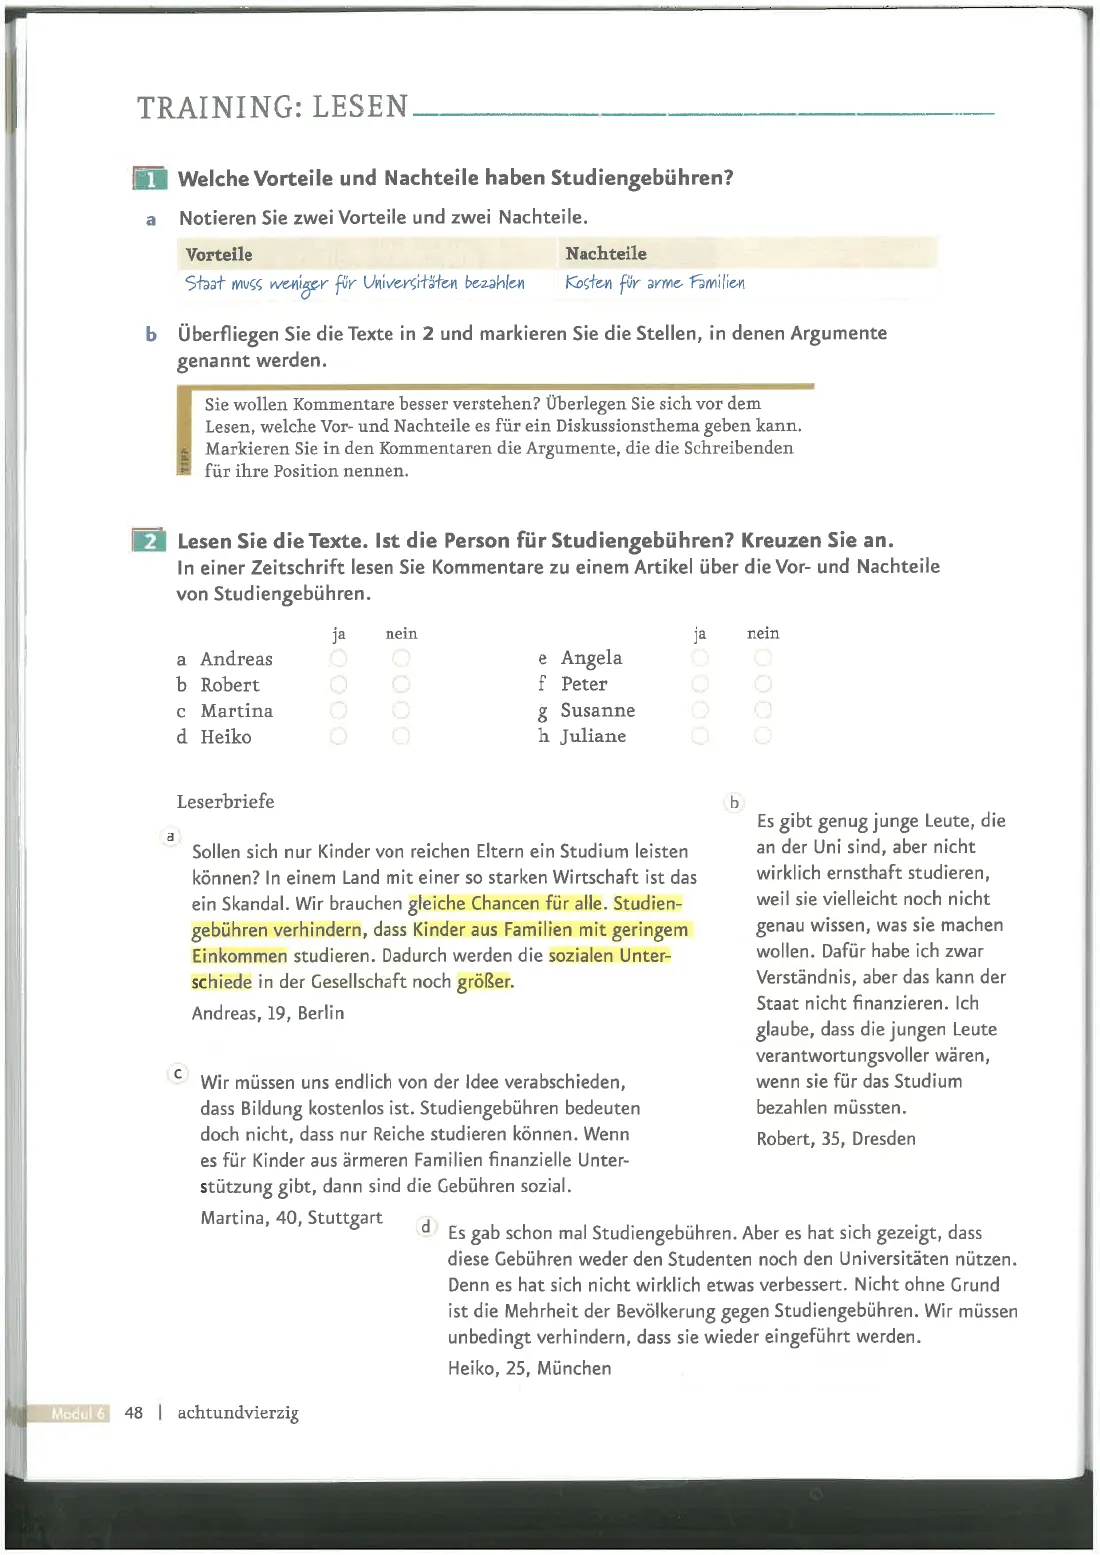 TRAINING: LESEN
1 Welche Vorteile und Nachteile haben Studiengebühren?
a Notieren Sie zwei Vorteile und zwei Nachteile.
Vorteile Nachteile
Staat muss weniger für Universitäten bezahlen Kosten für arme Familien
b Überfliegen Sie die Texte in 2 und markieren Sie die Stellen, in denen Argumente
genannt werden.
TIPP
Sie wollen Kommentare besser verstehen? Überlegen Sie sich vor dem
Lesen, welche Vor- und Nachteile es für ein Diskussionsthema geben kann.
Markieren Sie in den Kommentaren die Argumente, die die Schreibenden
für ihre Position nennen.
2 Lesen Sie die Texte. Ist die Person für Studiengebühren? Kreuzen Sie an.
In einer Zeitschrift lesen Sie Kommentare zu einem Artikel über die Vor- und Nachteile
von Studiengebühren.
ja nein ja nein
a Andreas e Angela
b Robert f Peter
c Martina g Susanne
d Heiko h Juliane
Leserbriefe
a
Sollen sich nur Kinder von reichen Eltern ein Studium leisten
können? In einem Land mit einer so starken Wirtschaft ist das
ein Skandal. Wir brauchen gleiche Chancen für alle. Studien-
gebühren verhindern, dass Kinder aus Familien mit geringem
Einkommen studieren. Dadurch werden die sozialen Unter-
schiede in der Gesellschaft noch größer.
Andreas, 19, Berlin
b
Es gibt genug junge Leute, die
an der Uni sind, aber nicht
wirklich ernsthaft studieren,
weil sie vielleicht noch nicht
genau wissen, was sie machen
wollen. Dafür habe ich zwar
Verständnis, aber das kann der
Staat nicht finanzieren. Ich
glaube, dass die jungen Leute
verantwortungsvoller wären,
wenn sie für das Studium
bezahlen müssten.
Robert, 35, Dresden
c
Wir müssen uns endlich von der Idee verabschieden,
dass Bildung kostenlos ist. Studiengebühren bedeuten
doch nicht, dass nur Reiche studieren können. Wenn
es für Kinder aus ärmeren Familien finanzielle Unter-
stützung gibt, dann sind die Gebühren sozial.
Martina, 40, Stuttgart
d
Es gab schon mal Studiengebühren. Aber es hat sich gezeigt, dass
diese Gebühren weder den Studenten noch den Universitäten nützen.
Denn es hat sich nicht wirklich etwas verbessert. Nicht ohne Grund
ist die Mehrheit der Bevölkerung gegen Studiengebühren. Wir müssen
unbedingt verhindern, dass sie wieder eingeführt werden.
Heiko, 25, München
Modul 6 48 | achtundvierzig